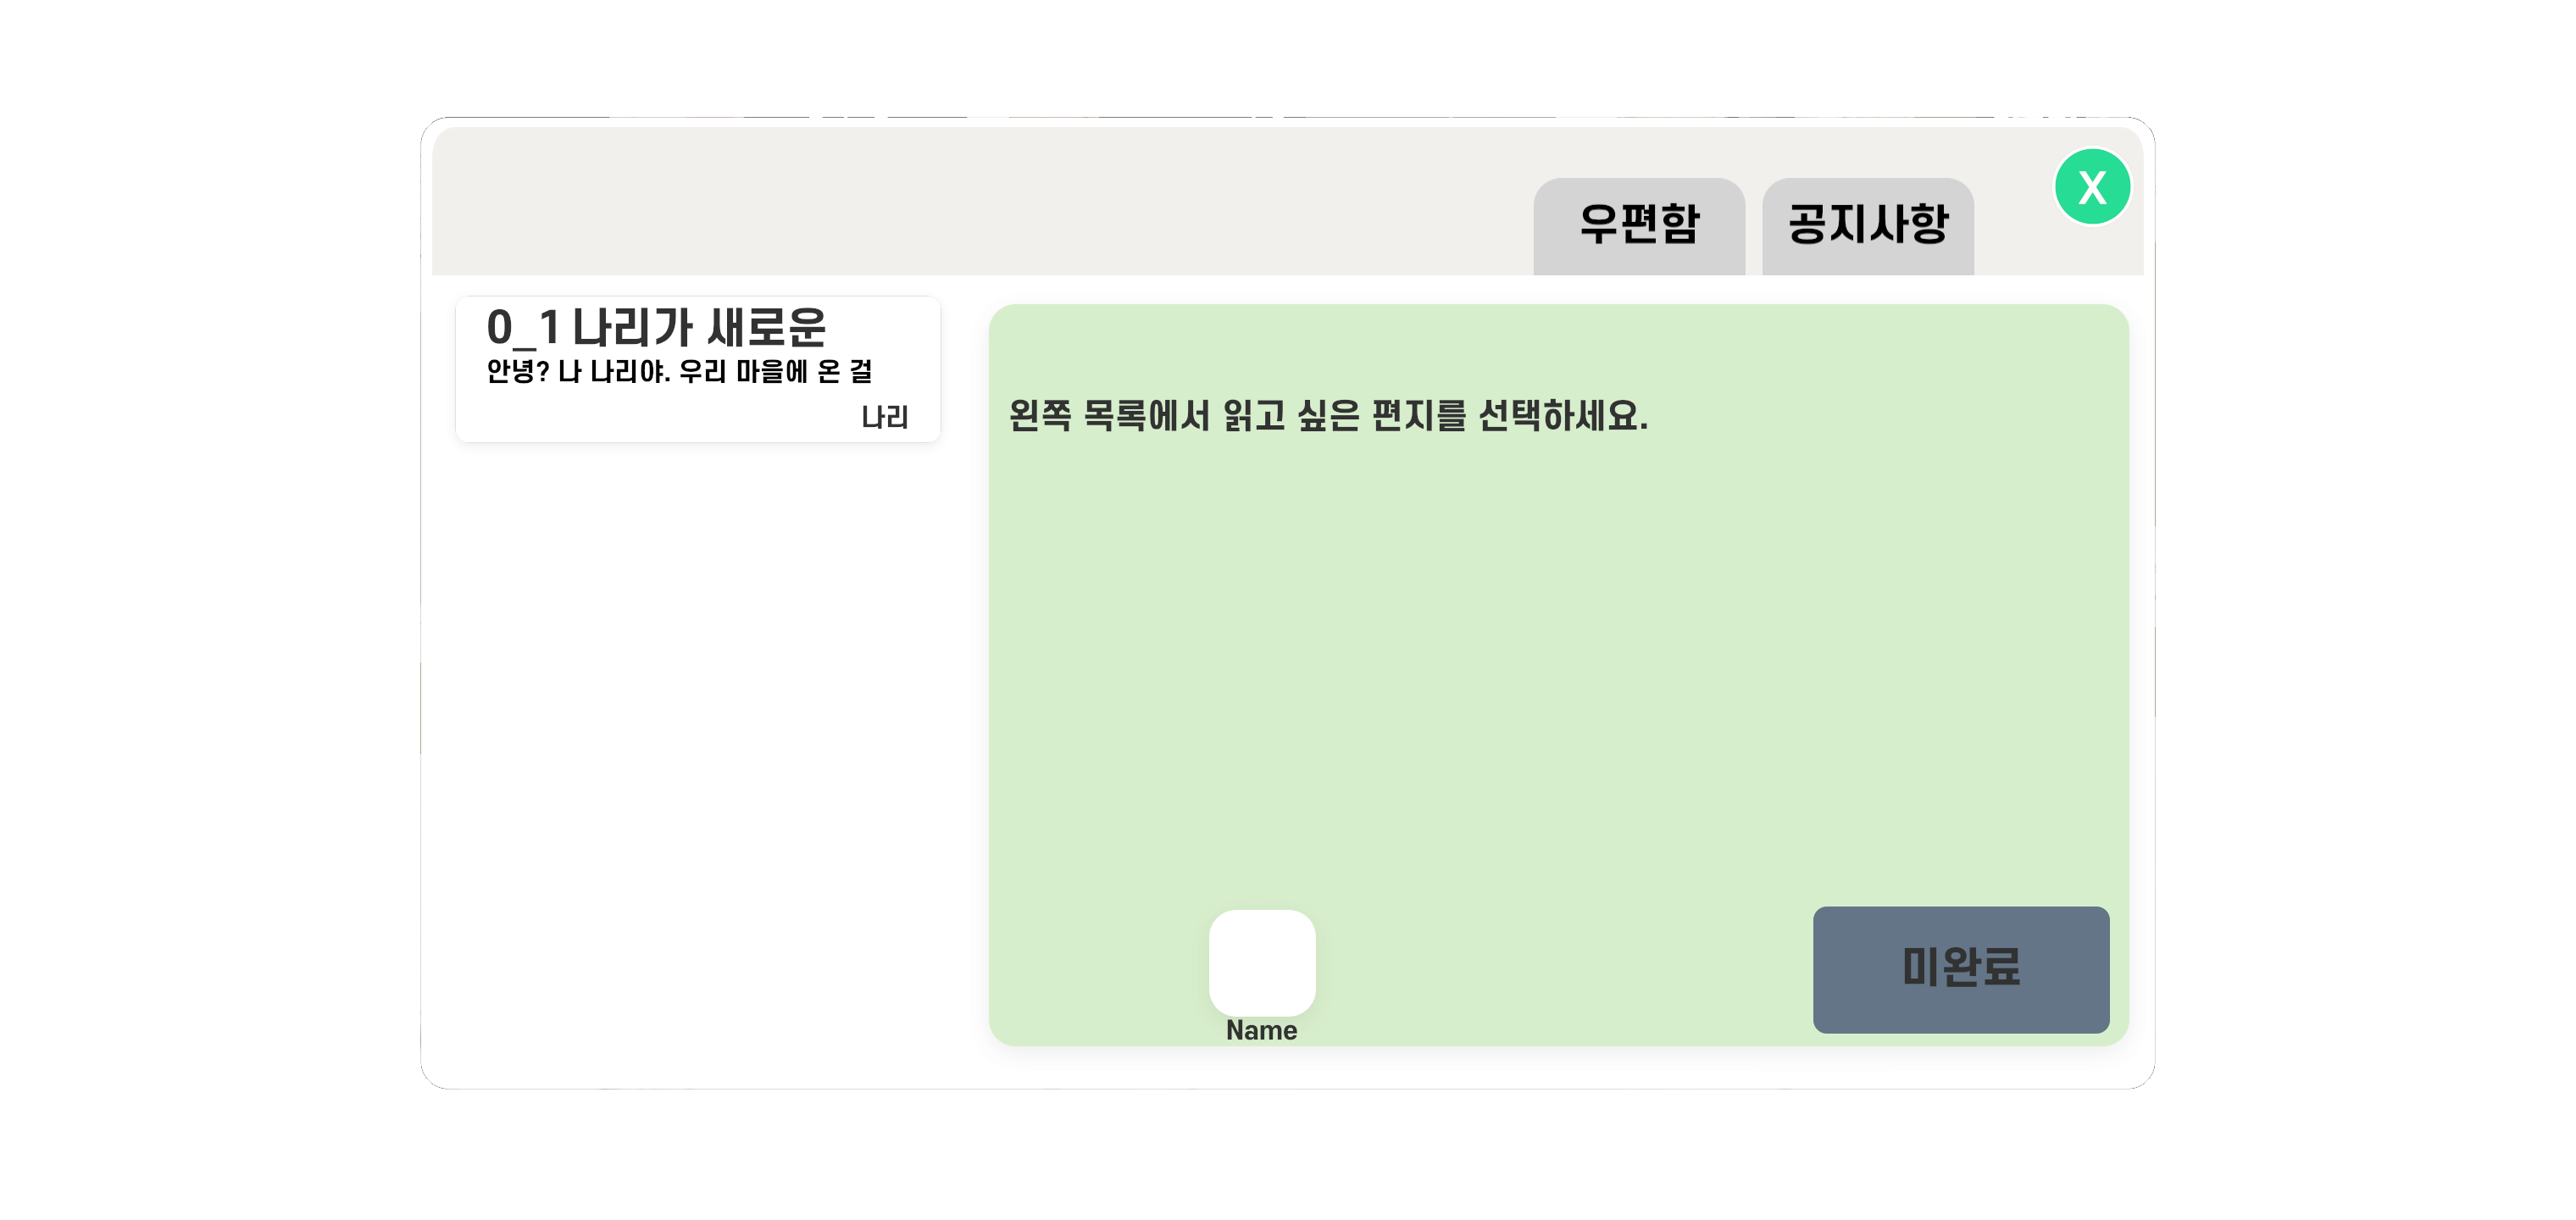 우편함
공지사항
X
0_1 나리가 새로운
안녕? 나 나리야. 우리 마을에 온 걸
나리
왼쪽 목록에서 읽고 싶은 편지를 선택하세요.
Name
미완료